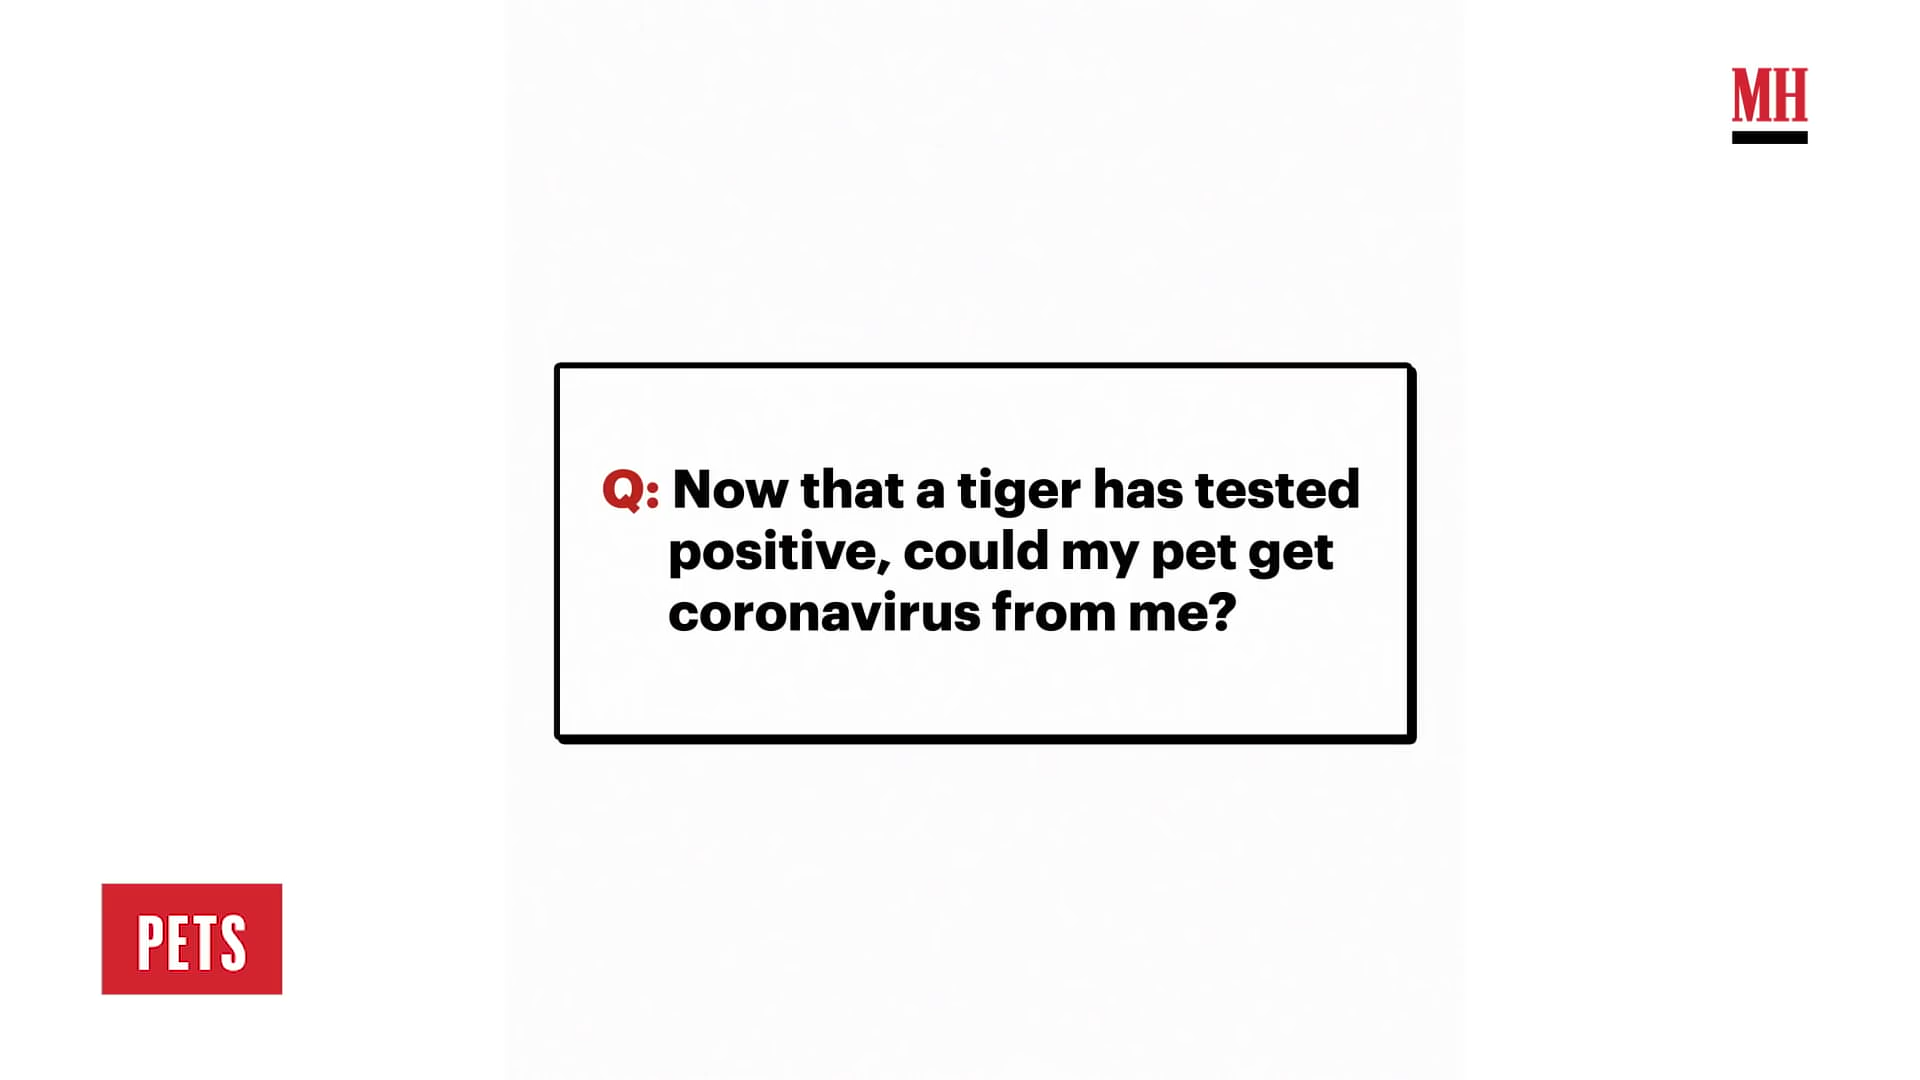 MH
Q: Now that a tiger has tested
positive, could my pet get
coronavirus from me?
PETS